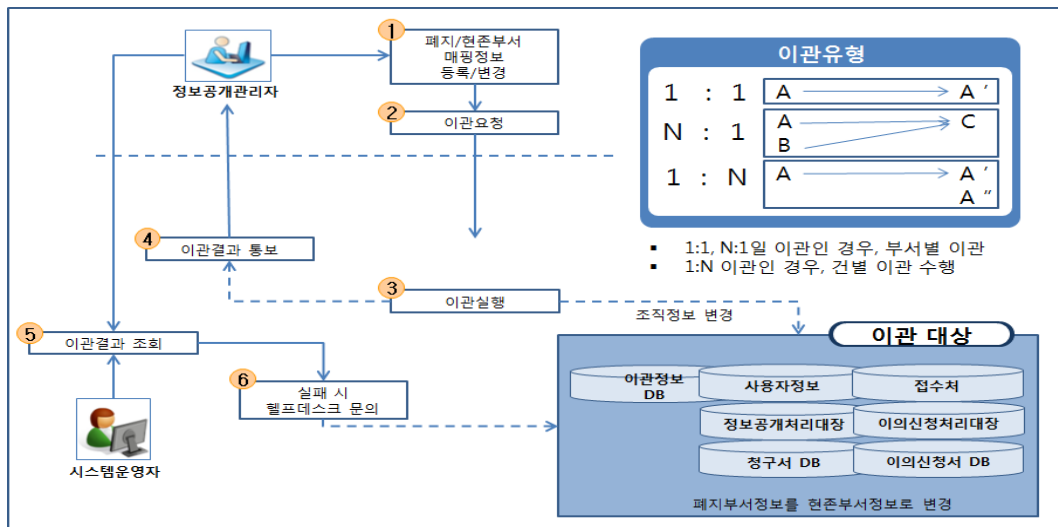 정보공개관리자
1
폐지/현존부서
매핑정보
등록/변경
2
이관요청
이관유형
1 : 1
A
A ′
N : 1
A
B
C
1 : N
A
A ′
A ″
▪ 1:1, N:1일 이관인 경우, 부서별 이관
▪ 1:N 이관인 경우, 건별 이관 수행
4
이관결과 통보
3
이관실행
조직정보 변경
5
이관결과 조회
6
실패 시
헬프데스크 문의
시스템운영자
이관 대상
이관정보
DB
사용자정보
접수처
정보공개처리대장
이의신청처리대장
청구서 DB
이의신청서 DB
폐지부서정보를 현존부서정보로 변경